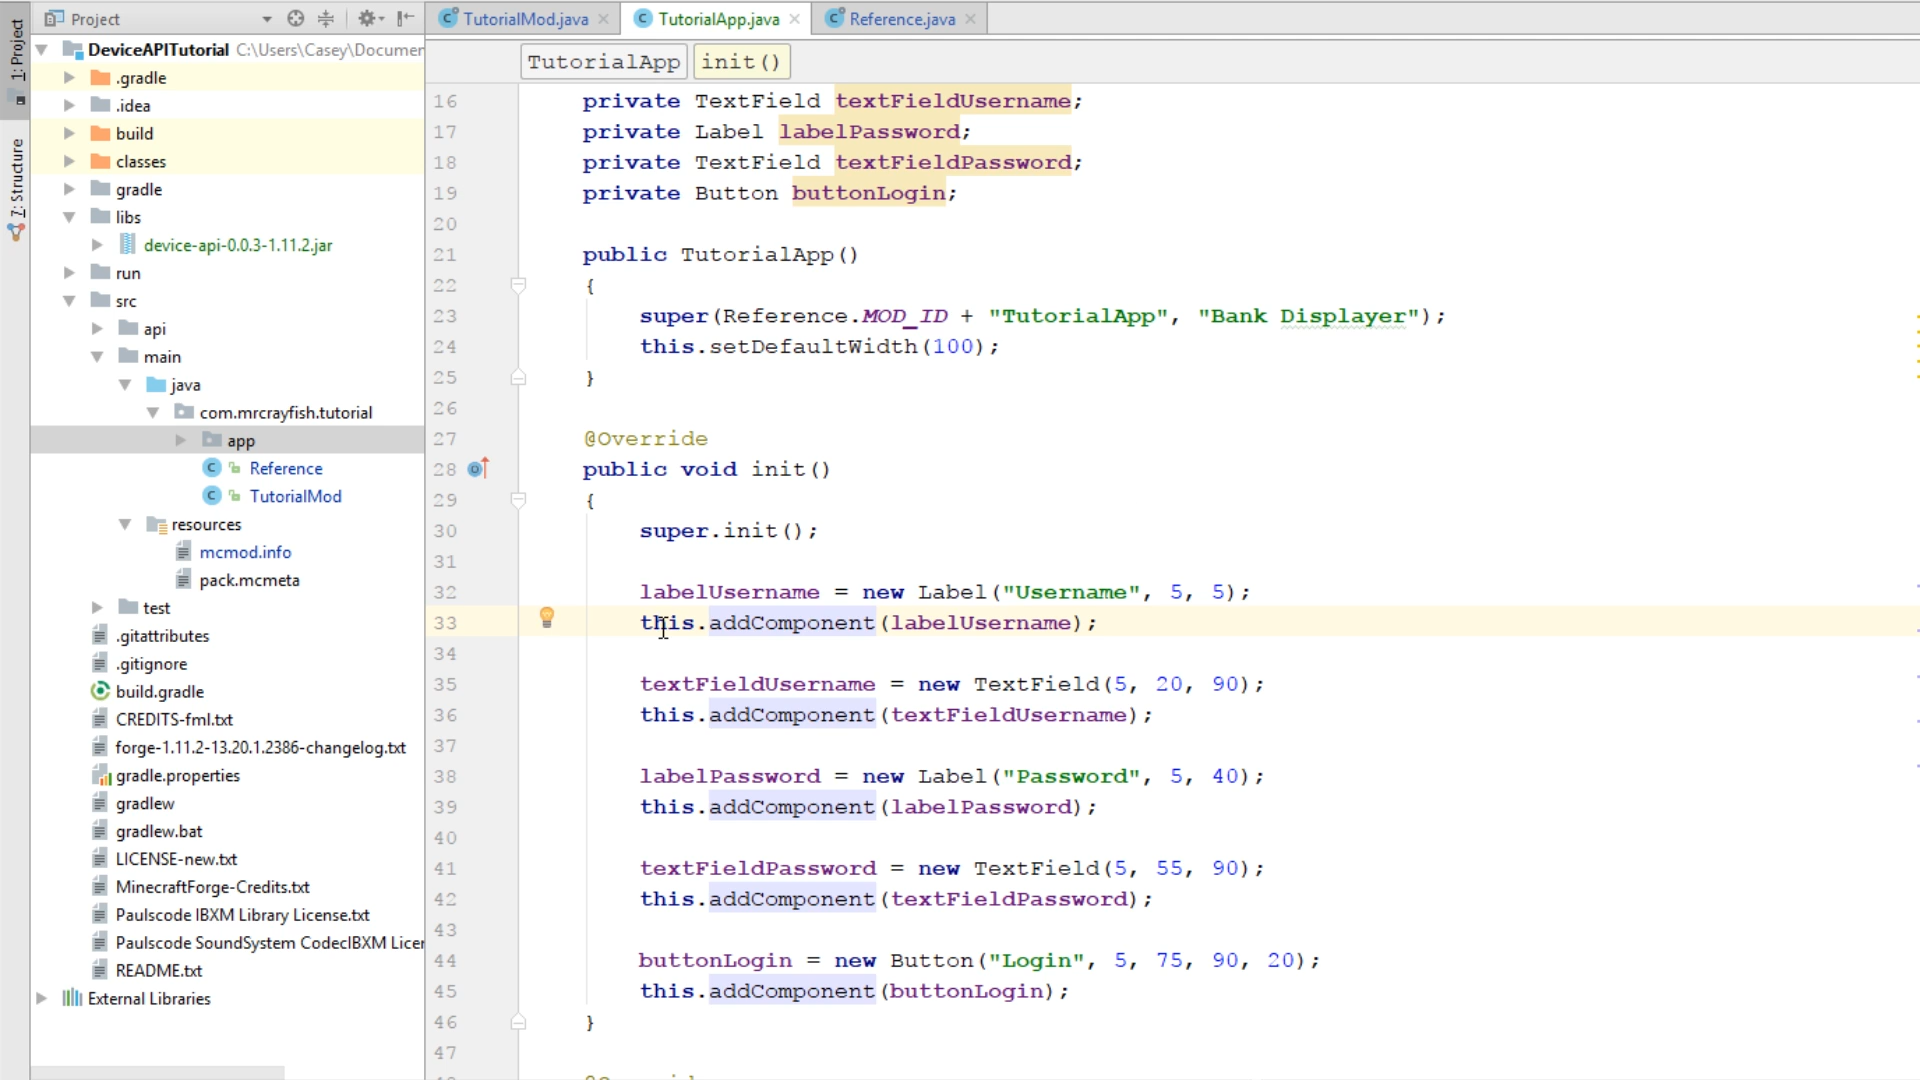 1: Project
7: Structure
Project
DeviceAPITutorial C:\Users\Casey\Documen
.gradle
.idea
build
classes
gradle
libs
device-api-0.0.3-1.11.2.jar
run
src
api
main
java
com.mrcrayfish.tutorial
app
Reference
TutorialMod
resources
mcmod.info
pack.mcmeta
test
.gitattributes
.gitignore
build.gradle
CREDITS-fml.txt
forge-1.11.2-13.20.1.2386-changelog.txt
gradle.properties
gradlew
gradlew.bat
LICENSE-new.txt
MinecraftForge-Credits.txt
Paulscode IBXM Library License.txt
Paulscode SoundSystem CodecIBXM Licen
README.txt
External Libraries
TutorialMod.java
TutorialApp.java
Reference.java
TutorialApp init()
16 private TextField textFieldUsername;
17 private Label labelPassword;
18 private TextField textFieldPassword;
19 private Button buttonLogin;
20
21 public TutorialApp()
22 {
23 super(Reference.MOD_ID + "TutorialApp", "Bank Displayer");
24 this.setDefaultWidth(100);
25 }
26
27 @Override
28 public void init()
29 {
30 super.init();
31
32 labelUsername = new Label("Username", 5, 5);
33 this.addComponent(labelUsername);
34
35 textFieldUsername = new TextField(5, 20, 90);
36 this.addComponent(textFieldUsername);
37
38 labelPassword = new Label("Password", 5, 40);
39 this.addComponent(labelPassword);
40
41 textFieldPassword = new TextField(5, 55, 90);
42 this.addComponent(textFieldPassword);
43
44 buttonLogin = new Button("Login", 5, 75, 90, 20);
45 this.addComponent(buttonLogin);
46 }
47